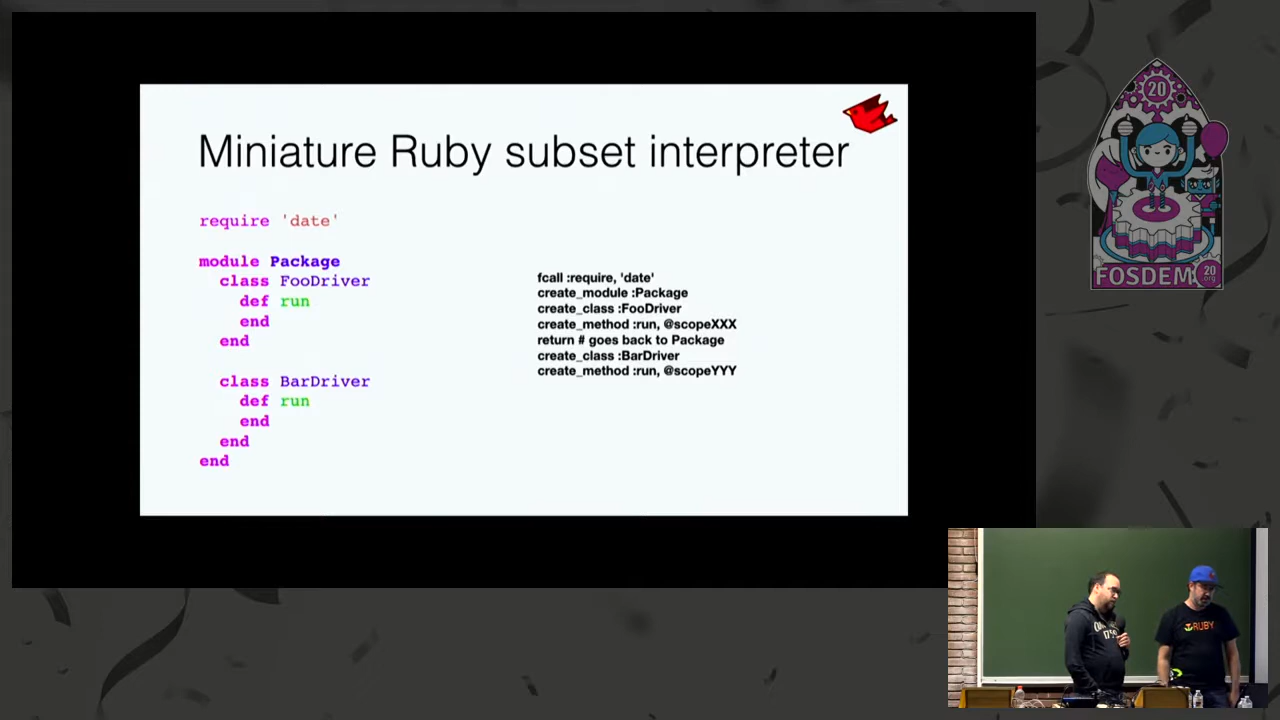 Miniature Ruby subset interpreter
require 'date'
module Package
class FooDriver
def run
end
end
class BarDriver
def run
end
end
end
fcall :require, 'date'
create_module :Package
create_class :FooDriver
create_method :run, @scopeXXX
return # goes back to Package
create_class :BarDriver
create_method :run, @scopeYYY
20
FOSDEM
20
.org
RUBY